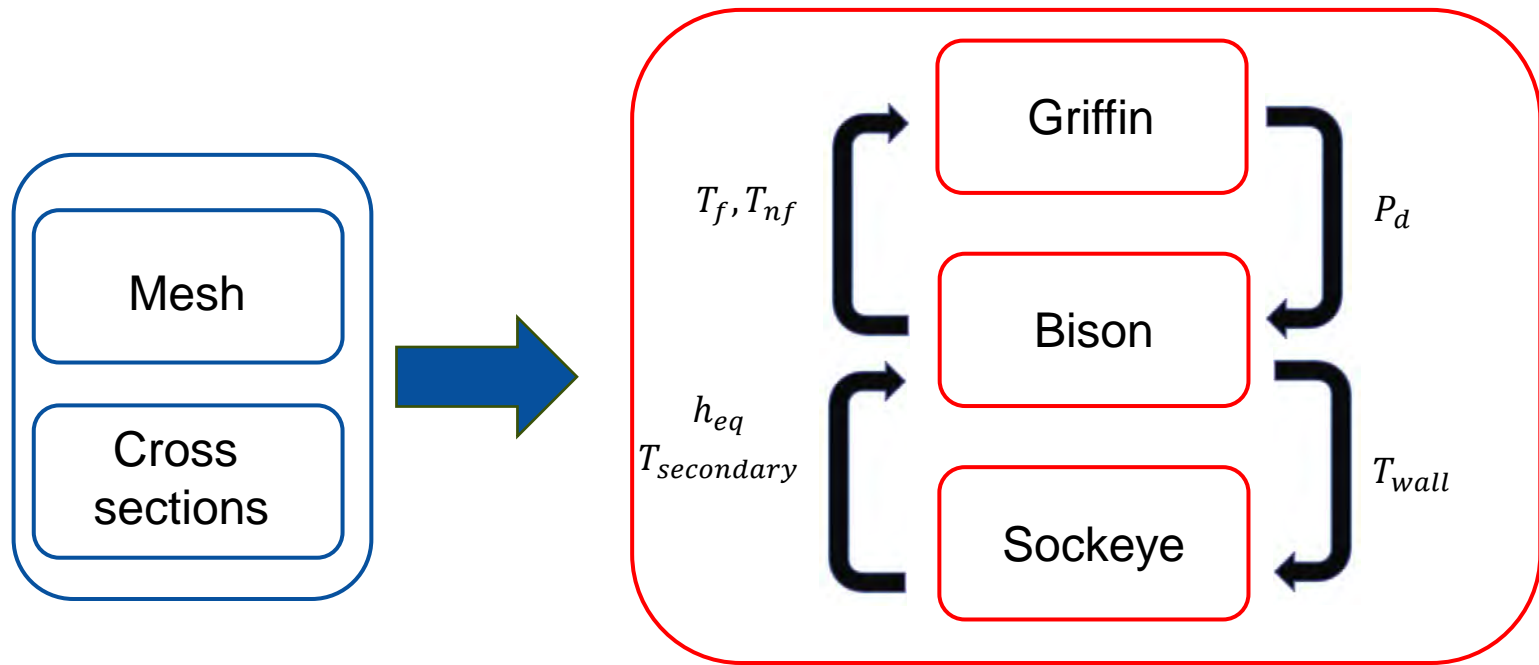 Mesh
Cross
sections
Griffin
T_f, T_nf
P_d
Bison
h_eq
T_secondary
T_wall
Sockeye